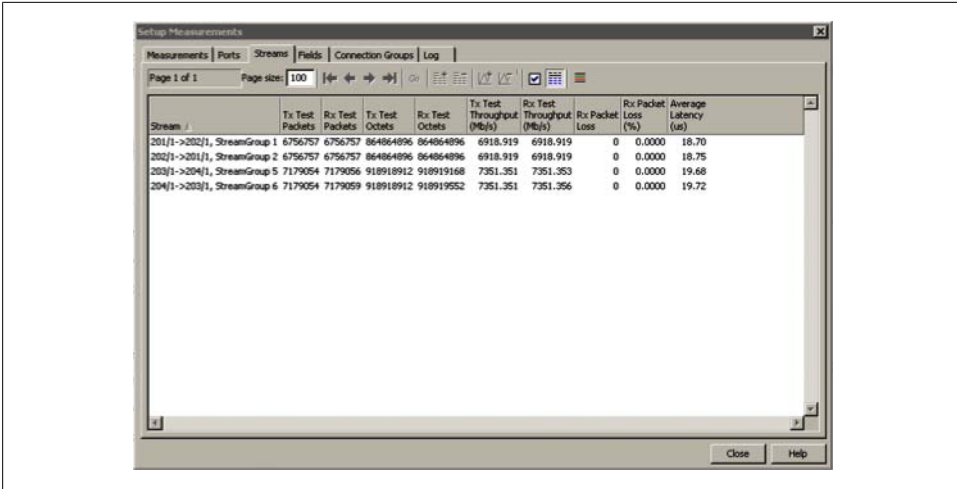 Setup Measurements
Measurements Ports Streams Fields Connection Groups Log
Page 1 of 1 Page size: 100
Stream / Tx Test Packets Rx Test Packets Tx Test Octets Rx Test Octets Tx Test Throughput (Mb/s) Rx Test Throughput (Mb/s) Rx Packet Loss Rx Packet Loss (%) Average Latency (us)
201/1->202/1, StreamGroup 1 6756757 6756757 864864896 864864896 6918.919 6918.919 0 0.0000 18.70
202/1->201/1, StreamGroup 2 6756757 6756757 864864896 864864896 6918.919 6918.919 0 0.0000 18.75
203/1->204/1, StreamGroup 5 7179054 7179056 918918912 918919168 7351.351 7351.353 0 0.0000 19.68
204/1->203/1, StreamGroup 6 7179054 7179059 918918912 918919552 7351.351 7351.356 0 0.0000 19.72
Close Help